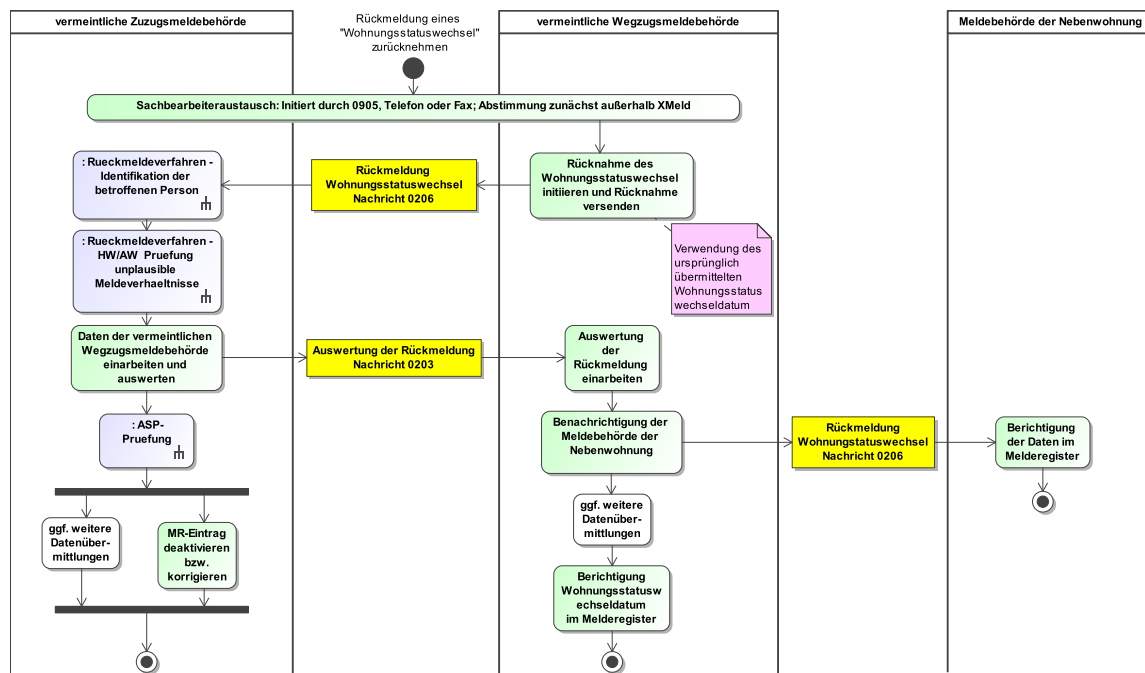 vermeintliche Zuzugsmeldebehörde
vermeintliche Wegzugsmeldebehörde
Meldebehörde der Nebenwohnung
Rückmeldung eines
"Wohnungsstatuswechsel"
zurücknehmen
Sachbearbeiteraustausch: Initiert durch 0905, Telefon oder Fax; Abstimmung zunächst außerhalb XMeld
: Rueckmeldeverfahren -
Identifikation der
betroffenen Person
Rückmeldung
Wohnungsstatuswechsel
Nachricht 0206
Rücknahme des
Wohnungsstatuswechsel
initiieren und Rücknahme
versenden
: Rueckmeldeverfahren -
HW/AW Pruefung
unplausible
Meldeverhaeltnisse
Verwendung des
ursprünglich
übermittelten
Wohnungsstatus
wechseldatum
Daten der vermeintlichen
Wegzugsmeldebehörde
einarbeiten und
auswerten
Auswertung der Rückmeldung
Nachricht 0203
Auswertung
der
Rückmeldung
einarbeiten
: ASP-
Pruefung
Benachrichtigung der
Meldebehörde der
Nebenwohnung
Rückmeldung
Wohnungstatuswechsel
Nachricht 0206
Berichtigung
der Daten im
Melderegister
ggf. weitere
Datenüber-
mittlungen
MR-Eintrag
deaktivieren
bzw.
korrigieren
ggf. weitere
Datenüber-
mittlungen
Berichtigung
Wohnungsstatusw
echseldatum
im Melderegister